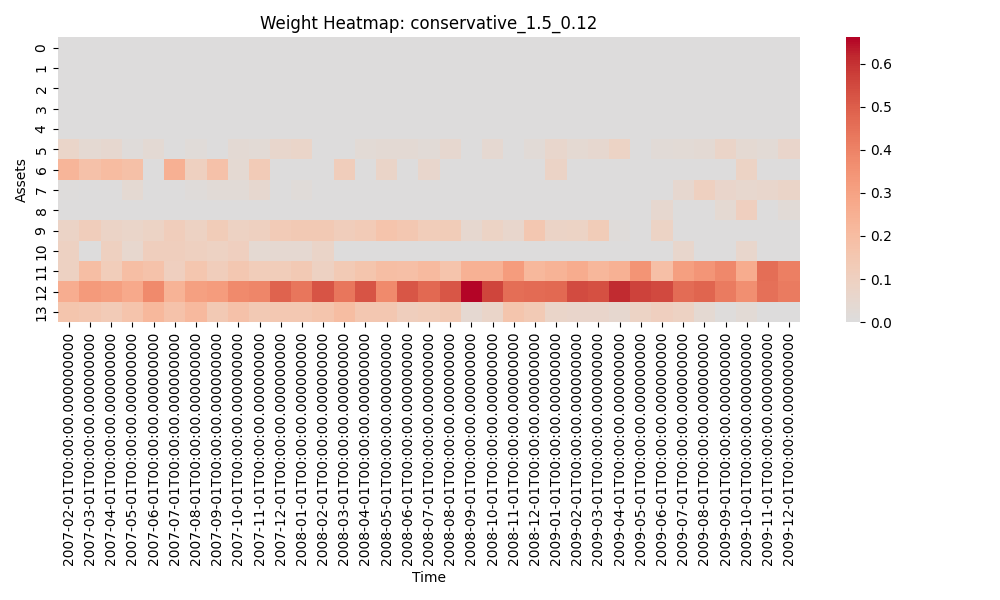 Weight Heatmap: conservative_1.5_0.12
Assets
0
1
2
3
4
5
6
7
8
9
10
11
12
13
0.6
0.5
0.4
0.3
0.2
0.1
0.0
2007-02-01T00:00:00.000000000
2007-03-01T00:00:00.000000000
2007-04-01T00:00:00.000000000
2007-05-01T00:00:00.000000000
2007-06-01T00:00:00.000000000
2007-07-01T00:00:00.000000000
2007-08-01T00:00:00.000000000
2007-09-01T00:00:00.000000000
2007-10-01T00:00:00.000000000
2007-11-01T00:00:00.000000000
2007-12-01T00:00:00.000000000
2008-01-01T00:00:00.000000000
2008-02-01T00:00:00.000000000
2008-03-01T00:00:00.000000000
2008-04-01T00:00:00.000000000
2008-05-01T00:00:00.000000000
2008-06-01T00:00:00.000000000
2008-07-01T00:00:00.000000000
2008-08-01T00:00:00.000000000
2008-09-01T00:00:00.000000000
2008-10-01T00:00:00.000000000
2008-11-01T00:00:00.000000000
2008-12-01T00:00:00.000000000
2009-01-01T00:00:00.000000000
2009-02-01T00:00:00.000000000
2009-03-01T00:00:00.000000000
2009-04-01T00:00:00.000000000
2009-05-01T00:00:00.000000000
2009-06-01T00:00:00.000000000
2009-07-01T00:00:00.000000000
2009-08-01T00:00:00.000000000
2009-09-01T00:00:00.000000000
2009-10-01T00:00:00.000000000
2009-11-01T00:00:00.000000000
2009-12-01T00:00:00.000000000
Time